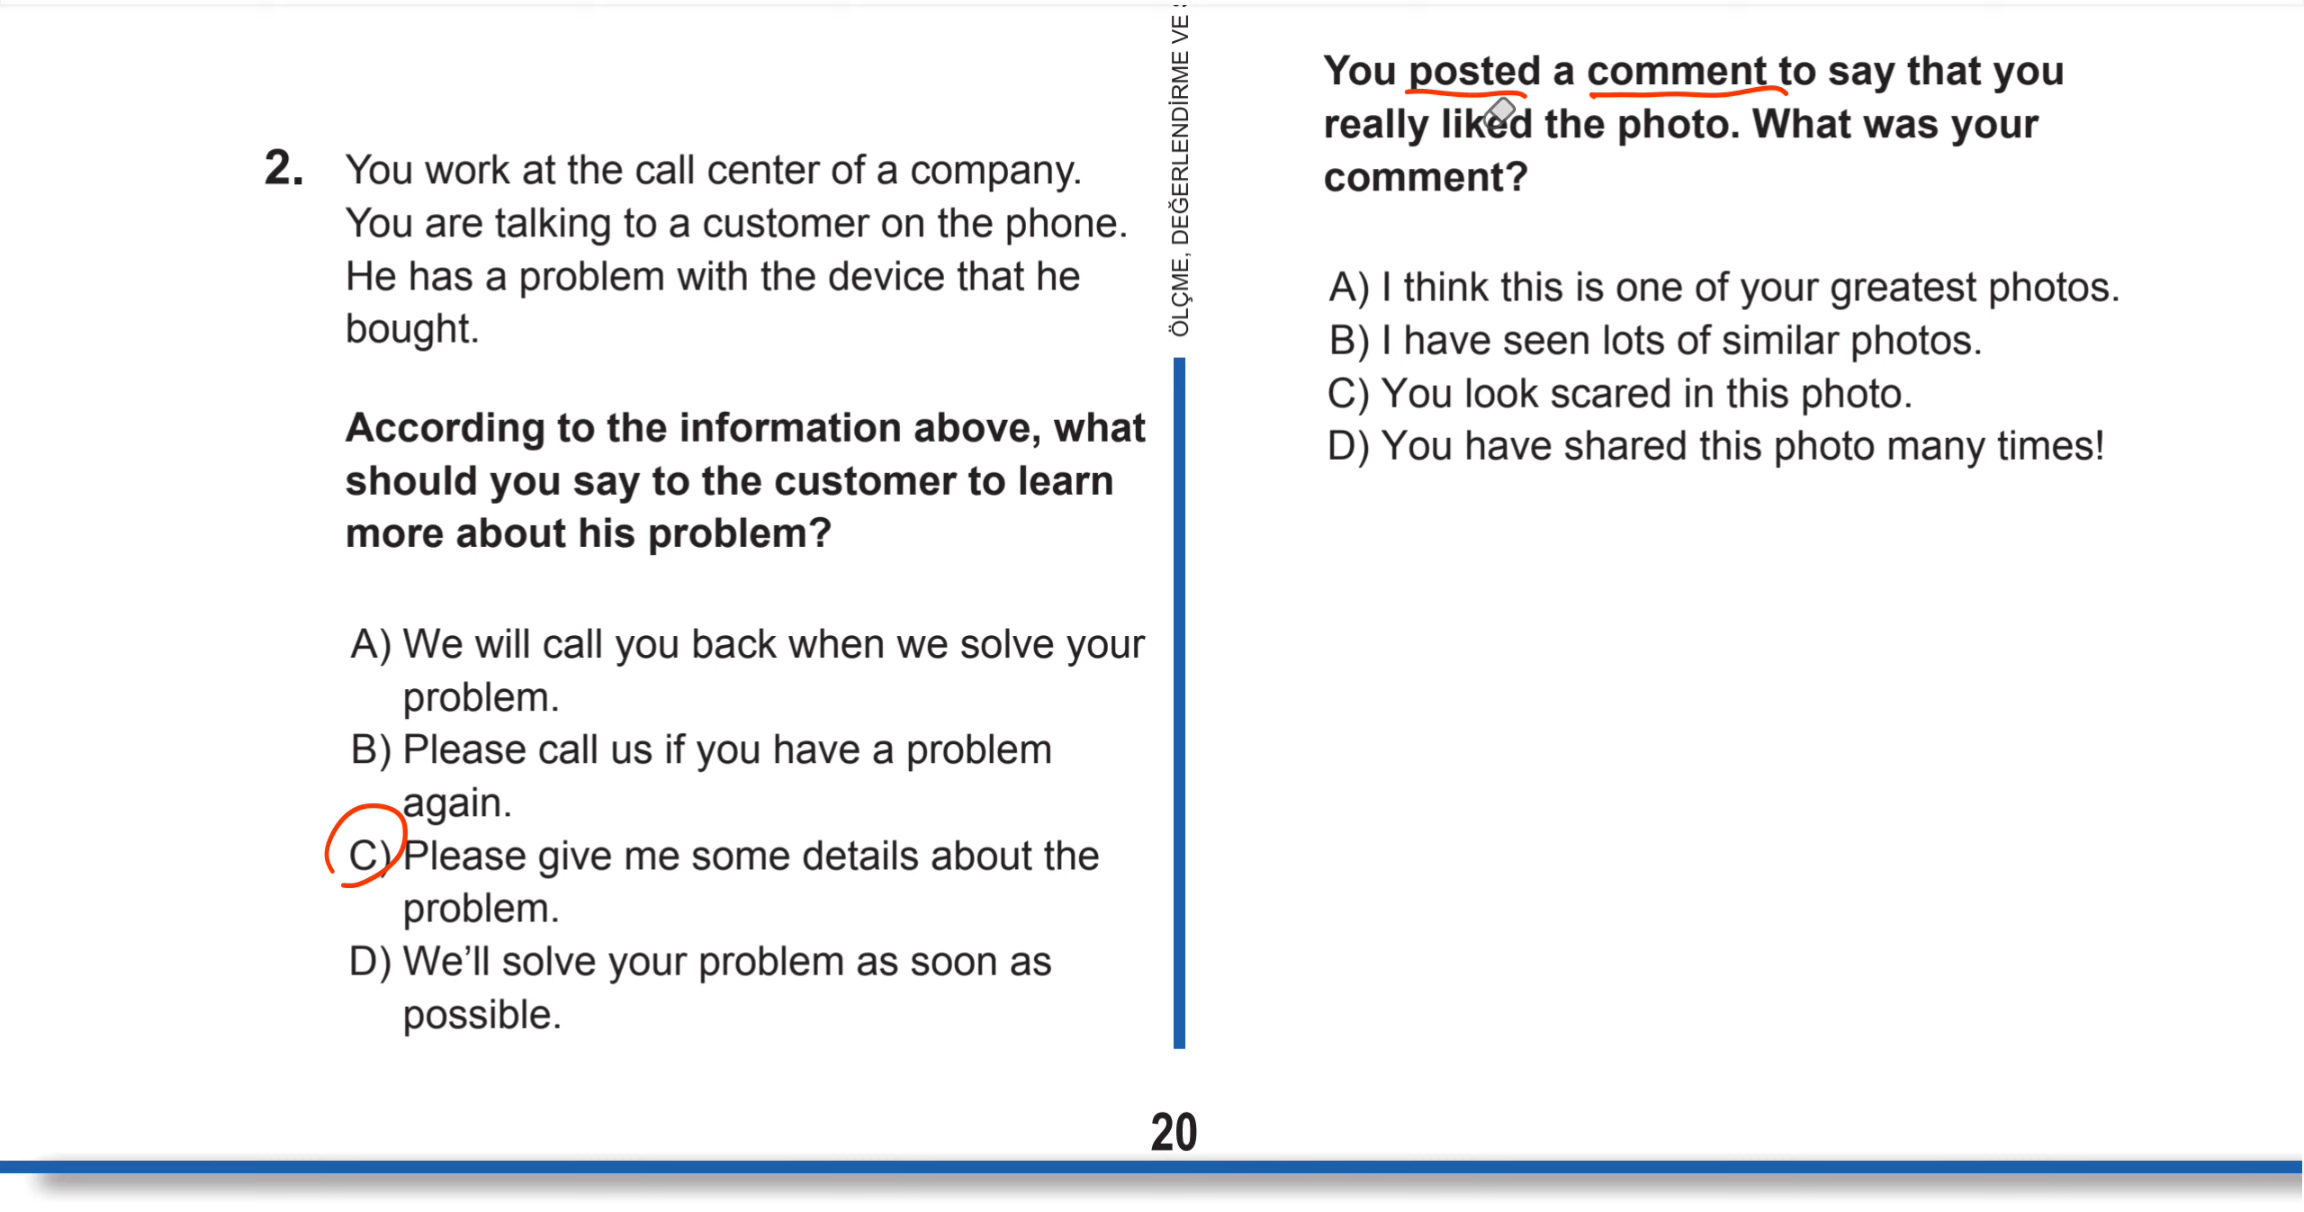 2. You work at the call center of a company.
You are talking to a customer on the phone.
He has a problem with the device that he
bought.
According to the information above, what
should you say to the customer to learn
more about his problem?
A) We will call you back when we solve your
problem.
B) Please call us if you have a problem
again.
C) Please give me some details about the
problem.
D) We’ll solve your problem as soon as
possible.
ÖLÇME, DEĞERLENDİRME VE
You posted a comment to say that you
really liked the photo. What was your
comment?
A) I think this is one of your greatest photos.
B) I have seen lots of similar photos.
C) You look scared in this photo.
D) You have shared this photo many times!
20